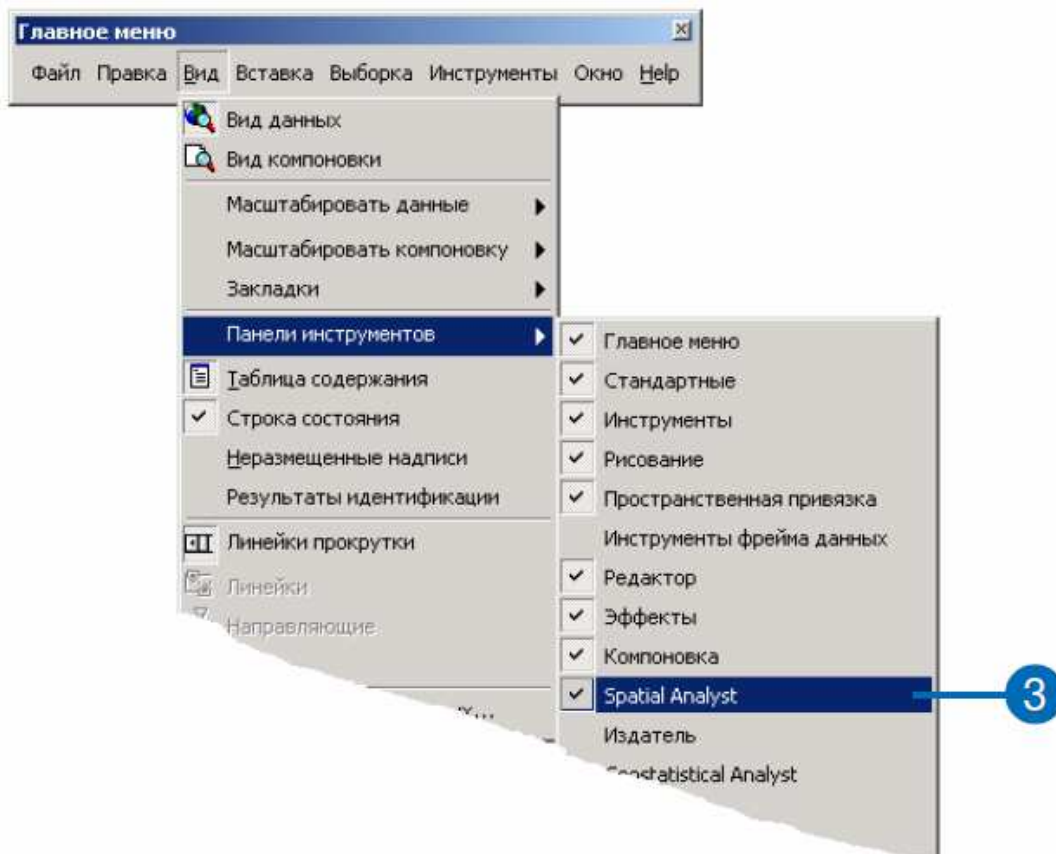 Главное меню
Файл Правка Вид Вставка Выборка Инструменты Окно Help
Вид данных
Вид компоновки
Масштабировать данные
Масштабировать компоновку
Закладки
Панели инструментов
Таблица содержания
Строка состояния
Неразмещенные надписи
Результаты идентификации
Линейки прокрутки
Линейки
Направляющие
Главное меню
Стандартные
Инструменты
Рисование
Пространственная привязка
Инструменты фрейма данных
Редактор
Эффекты
Компоновка
Spatial Analyst
Издатель
Geostatistical Analyst
3